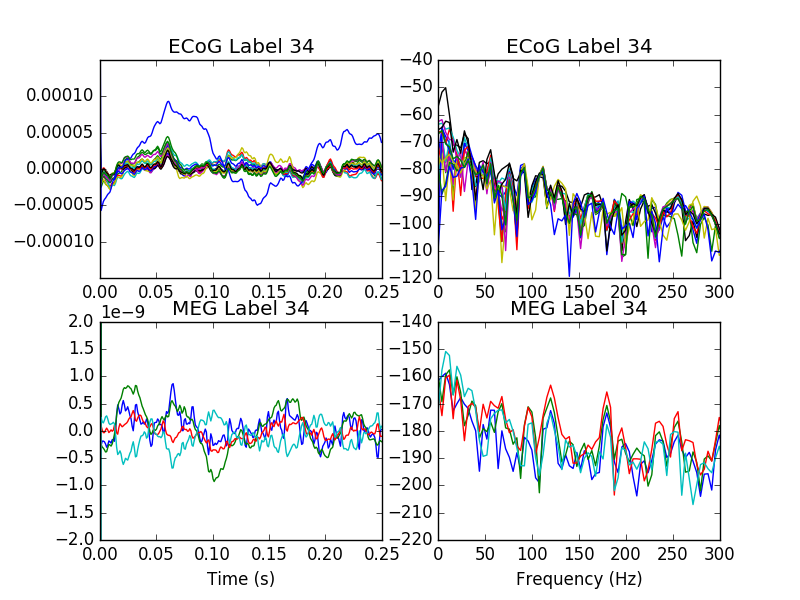 ECoG Label 34
0.00010
0.00005
0.00000
−0.00005
−0.00010
0.00 0.05 0.10 0.15 0.20 0.25
ECoG Label 34
−40
−50
−60
−70
−80
−90
−100
−110
−120
0 50 100 150 200 250 300
1e−9
MEG Label 34
2.0
1.5
1.0
0.5
0.0
−0.5
−1.0
−1.5
−2.0
0.00 0.05 0.10 0.15 0.20 0.25
Time (s)
MEG Label 34
−140
−150
−160
−170
−180
−190
−200
−210
−220
0 50 100 150 200 250 300
Frequency (Hz)